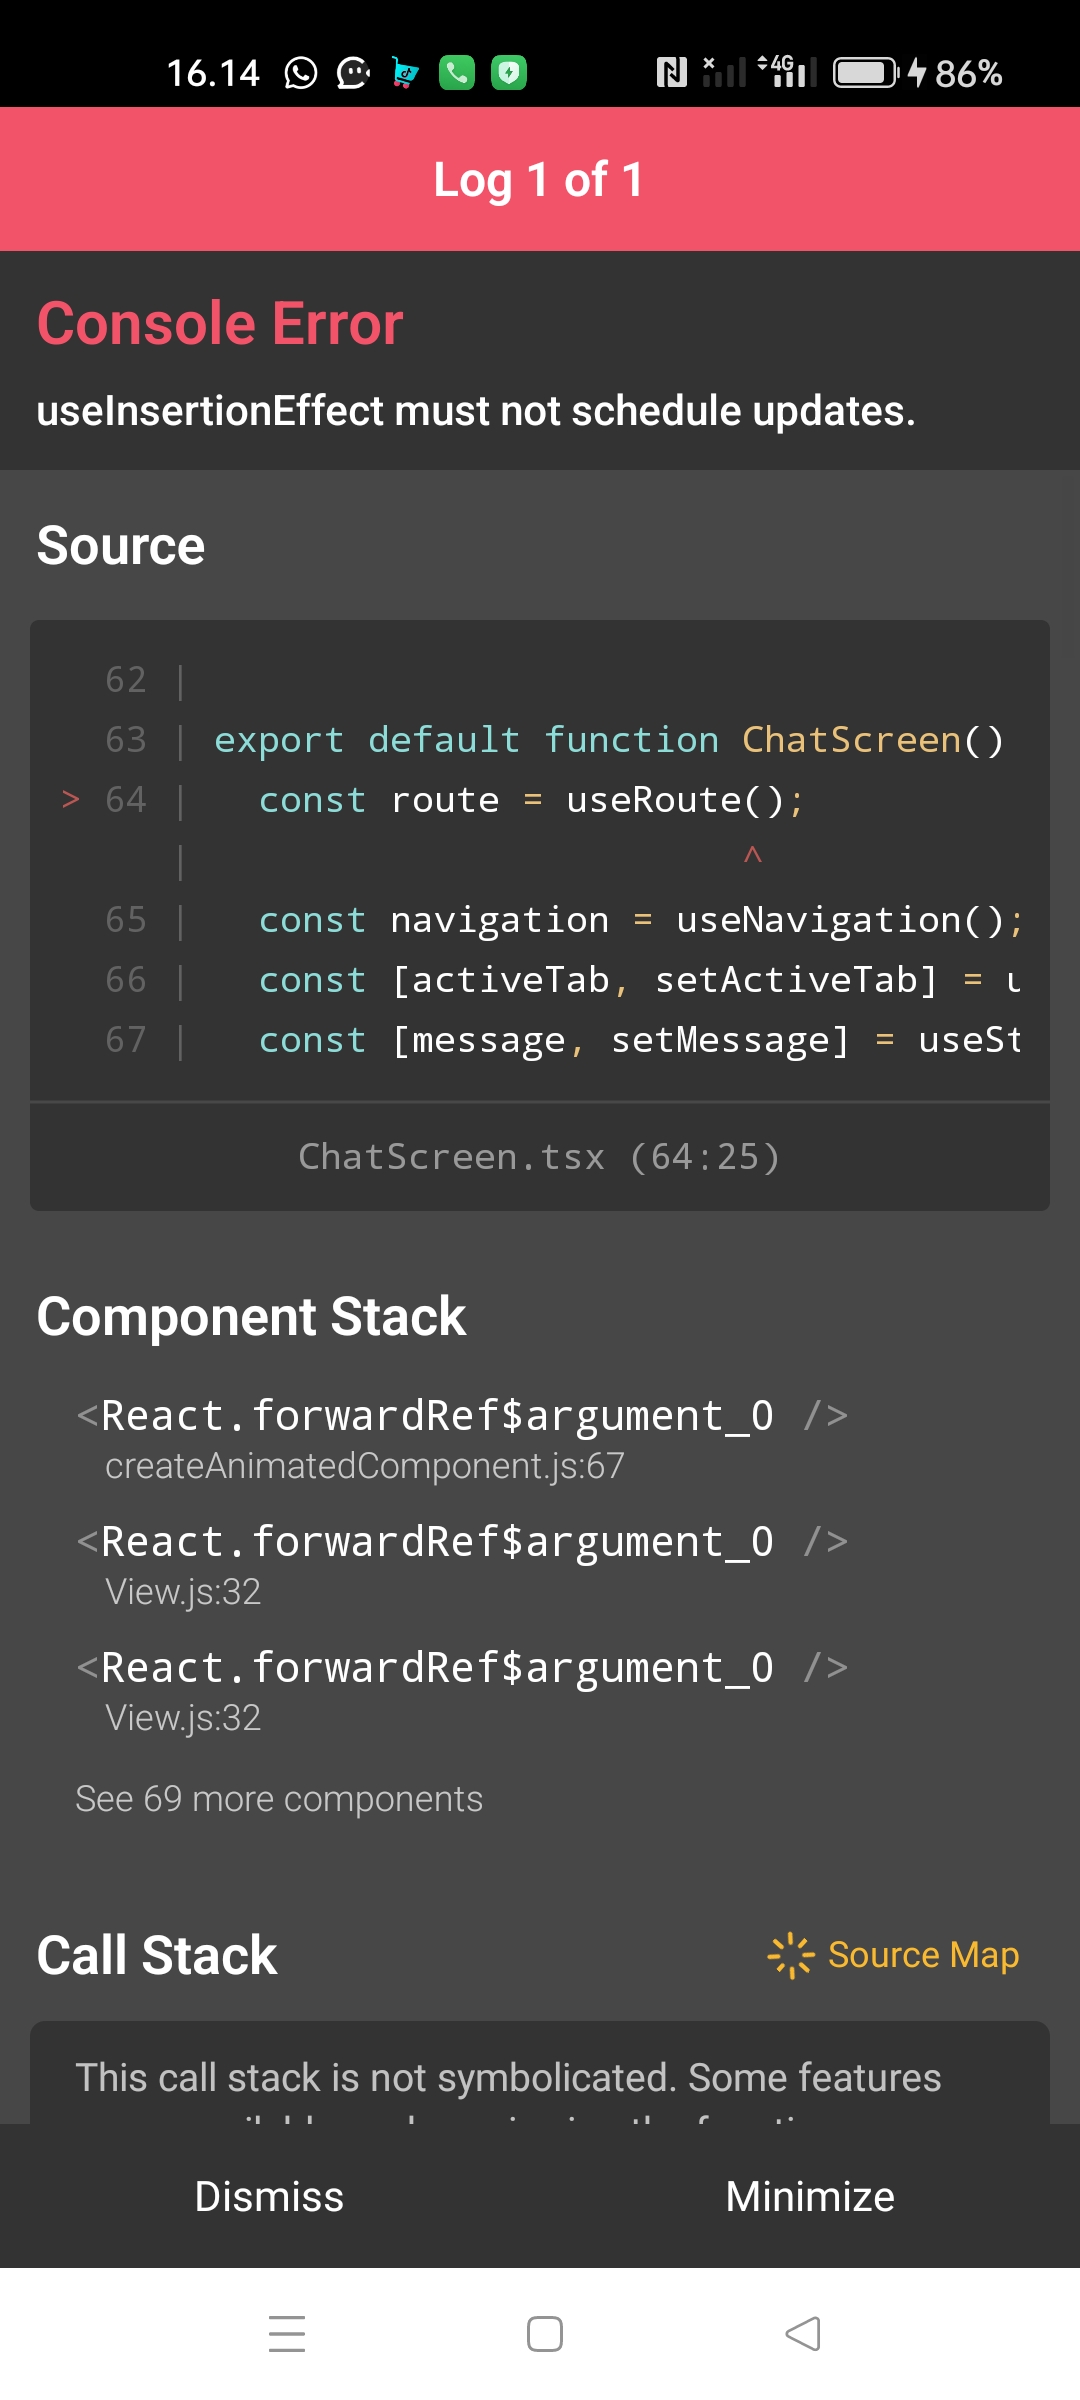 16.14 4G 86%
Log 1 of 1
Console Error
useInsertionEffect must not schedule updates.
Source
62 |
63 | export default function ChatScreen()
> 64 | const route = useRoute();
| ^
65 | const navigation = useNavigation();
66 | const [activeTab, setActiveTab] = u
67 | const [message, setMessage] = useSt
ChatScreen.tsx (64:25)
Component Stack
<React.forwardRef$argument_0 />
createAnimatedComponent.js:67
<React.forwardRef$argument_0 />
View.js:32
<React.forwardRef$argument_0 />
View.js:32
See 69 more components
Call Stack
Source Map
This call stack is not symbolicated. Some features
Dismiss
Minimize